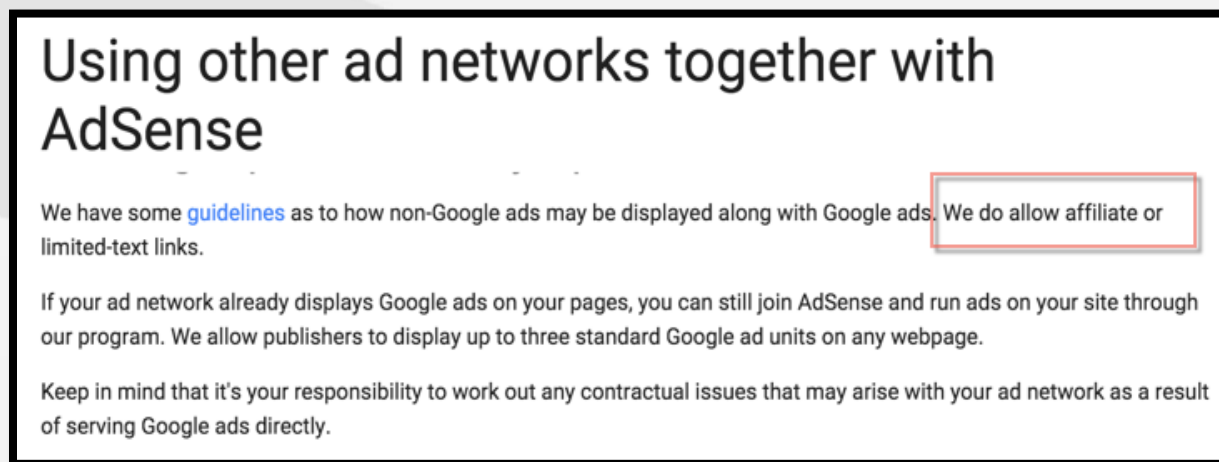 Using other ad networks together with
AdSense
We have some guidelines as to how non-Google ads may be displayed along with Google ads. We do allow affiliate or
limited-text links.
If your ad network already displays Google ads on your pages, you can still join AdSense and run ads on your site through
our program. We allow publishers to display up to three standard Google ad units on any webpage.
Keep in mind that it's your responsibility to work out any contractual issues that may arise with your ad network as a result
of serving Google ads directly.